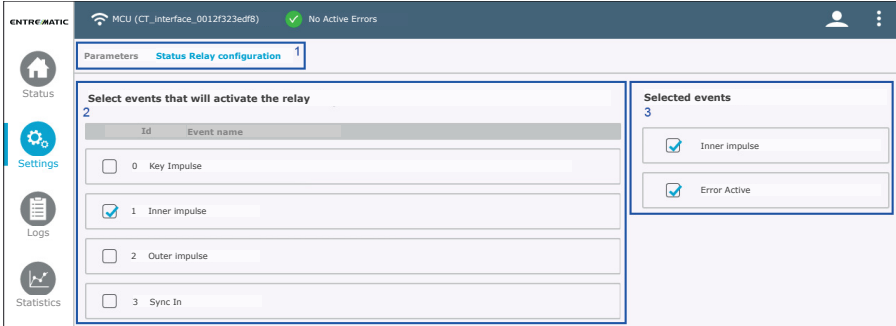 ENTREMATIC
MCU (CT_interface_0012f323edf8)
No Active Errors
Parameters
Status Relay configuration
1
Status
Settings
Logs
Statistics
Select events that will activate the relay
2
Id Event name
0 Key Impulse
1 Inner impulse
2 Outer impulse
3 Sync In
Selected events
3
Inner impulse
Error Active